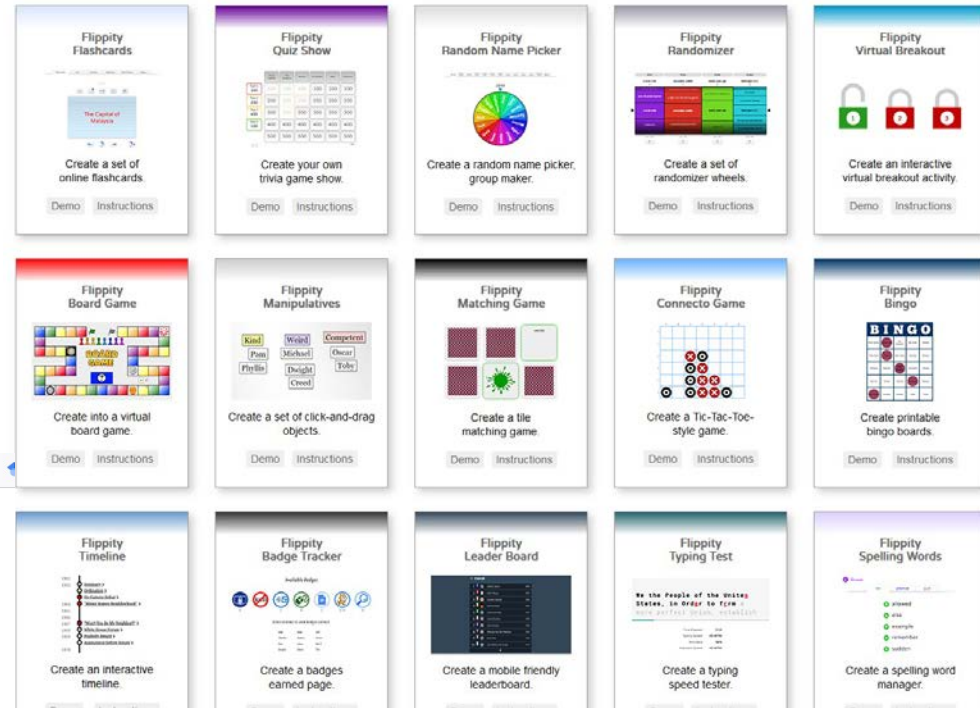 Flippity
Flashcards
The Capital of
Malaysia
Create a set of
online flashcards.
Demo Instructions
Flippity
Quiz Show
Create your own
trivia game show.
Demo Instructions
Flippity
Random Name Picker
Create a random name picker,
group maker.
Demo Instructions
Flippity
Randomizer
Create a set of
randomizer wheels.
Demo Instructions
Flippity
Virtual Breakout
1 2 3
Create an interactive
virtual breakout activity.
Demo Instructions
Flippity
Board Game
BOARD
GAME
Create into a virtual
board game.
Demo Instructions
Flippity
Manipulatives
Kind Weird Competent
Pam Michael Oscar
Phyllis Dwight Toby
Creed
Create a set of click-and-drag
objects.
Demo Instructions
Flippity
Matching Game
Create a tile
matching game.
Demo Instructions
Flippity
Connecto Game
Create a Tic-Tac-Toe-
style game.
Demo Instructions
Flippity
Bingo
BINGO
Create printable
bingo boards.
Demo Instructions
Flippity
Timeline
Create an interactive
timeline.
Flippity
Badge Tracker
Available Badges
Create a badges
earned page.
Flippity
Leader Board
Create a mobile friendly
leaderboard.
Flippity
Typing Test
We the People of the United
States, in Order to form a
more perfect Union, establish
Create a typing
speed tester.
Flippity
Spelling Words
allowed
else
example
remember
sudden
Create a spelling word
manager.